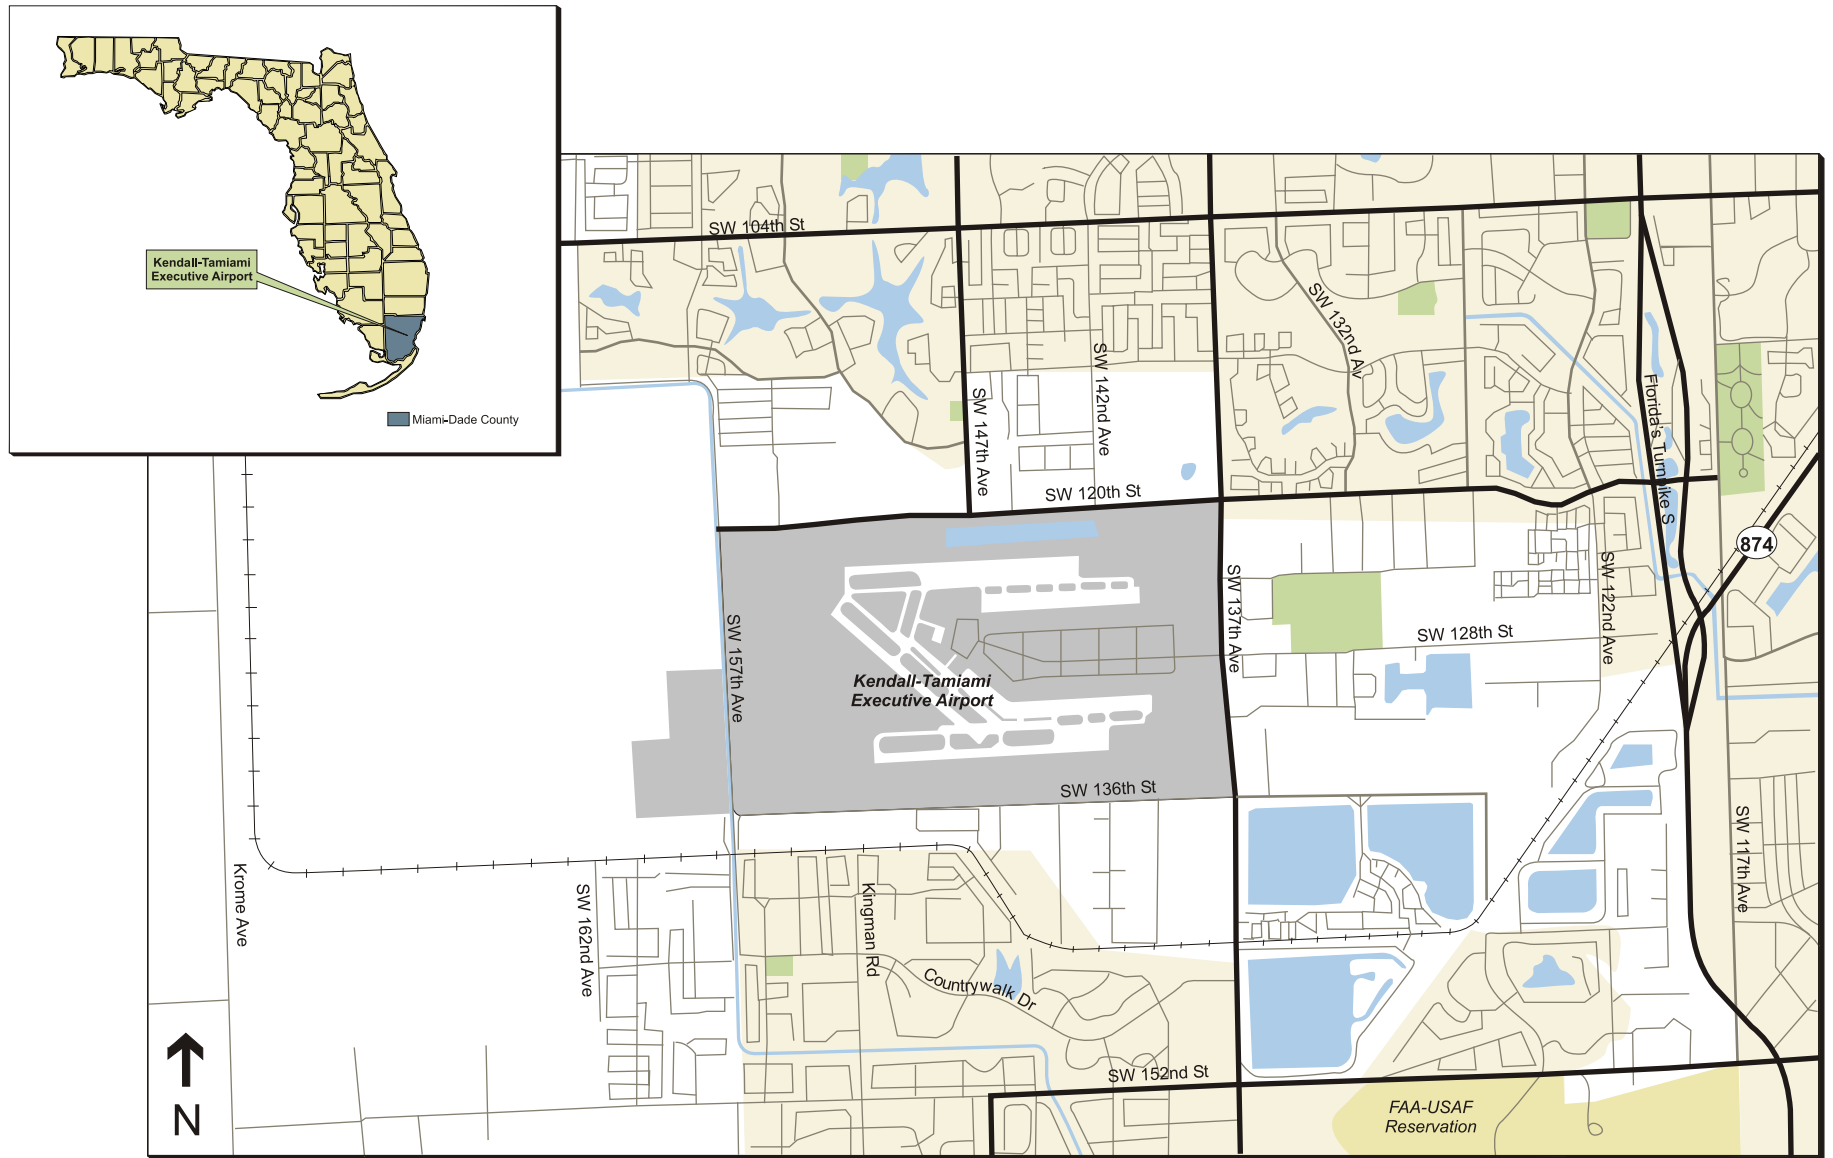 Kendall-Tamiami
Executive Airport
Miami-Dade County
SW 104th St
SW 132nd Av
SW 142nd Ave
SW 147th Ave
Florida's Turnpike S
SW 120th St
874
SW 137th Ave
SW 122nd Ave
SW 128th St
SW 157th Ave
Kendall-Tamiami
Executive Airport
SW 136th St
SW 117th Ave
Krome Ave
SW 162nd Ave
Kingman Rd
Countrywalk Dr
SW 152nd St
FAA-USAF
Reservation
N